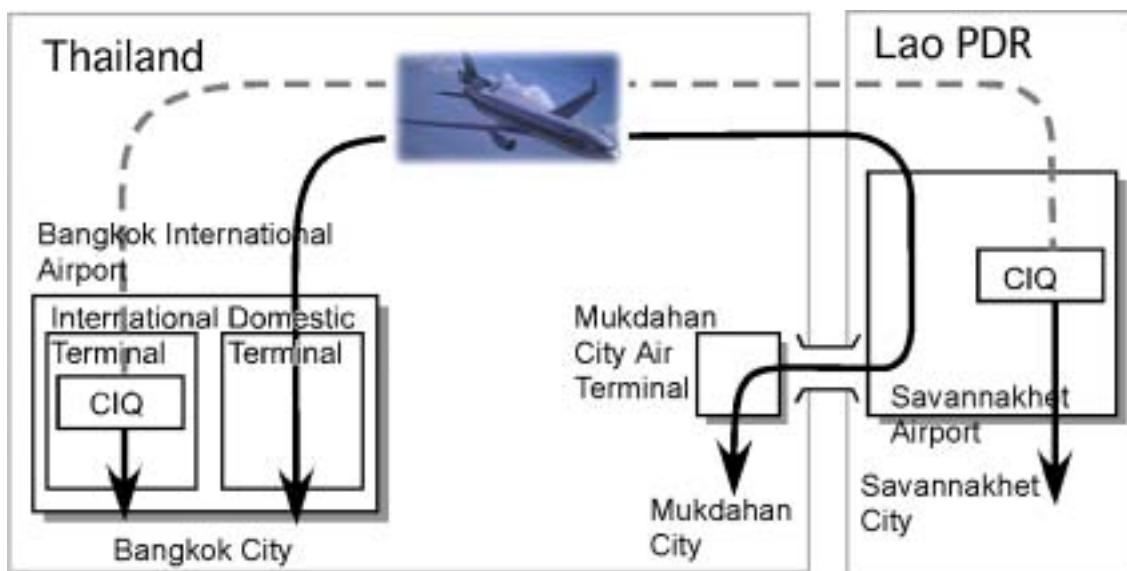 Thailand
Lao PDR
Bangkok International
Airport
International Domestic
Terminal Terminal
CIQ
Bangkok City
Mukdahan
City Air
Terminal
Mukdahan
City
CIQ
Savannakhet
Airport
Savannakhet
City